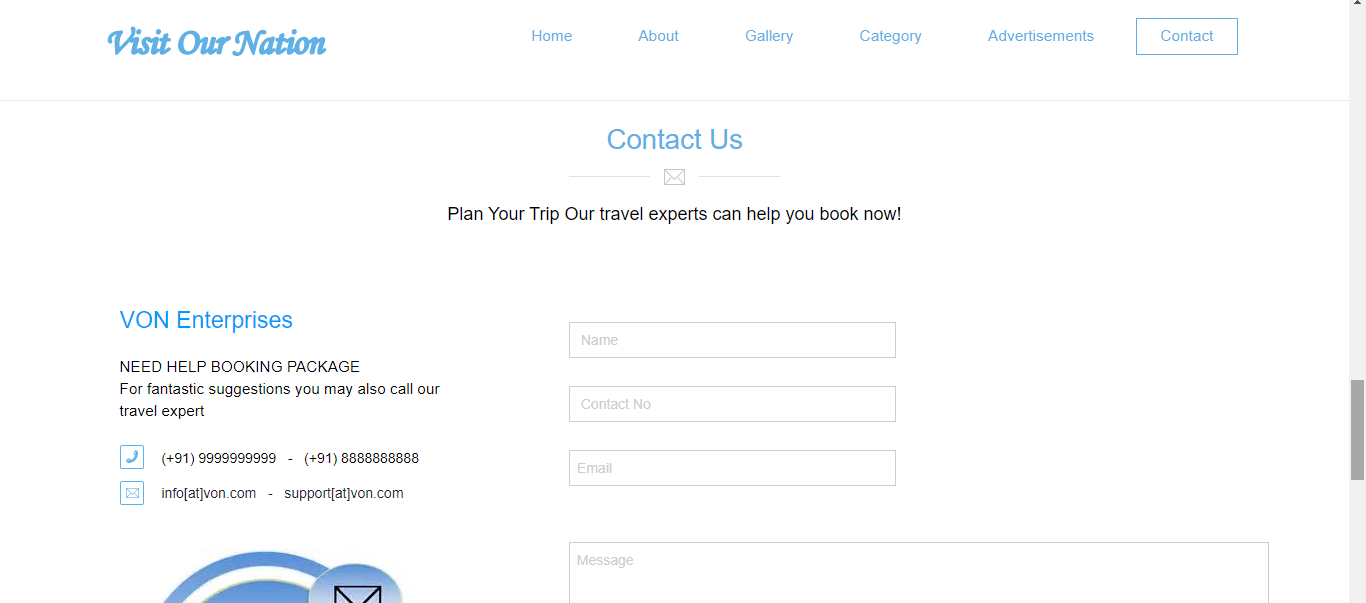 Visit Our Nation
Home About Gallery Category Advertisements Contact
Contact Us
Plan Your Trip Our travel experts can help you book now!
VON Enterprises
NEED HELP BOOKING PACKAGE
For fantastic suggestions you may also call our
travel expert
(+91) 9999999999 - (+91) 8888888888
info[at]von.com - support[at]von.com
Name
Contact No
Email
Message